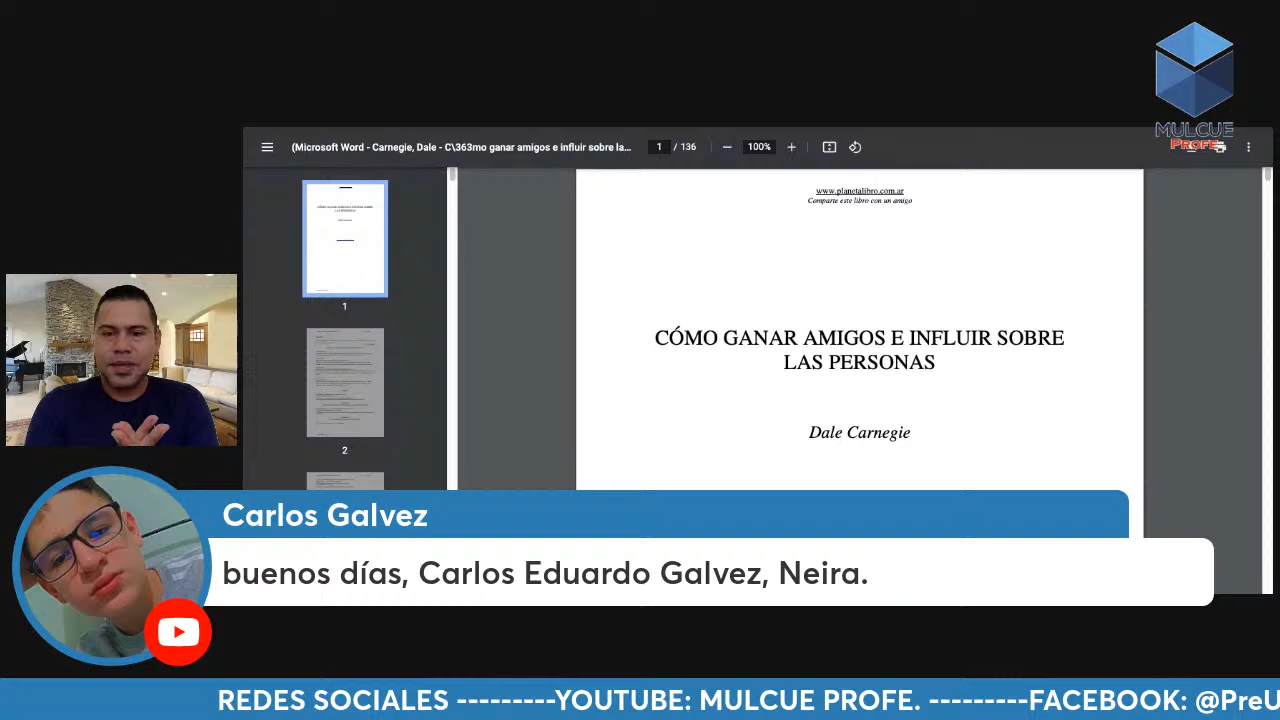 MULCUE
PROFE
(Microsoft Word - Carnegie, Dale - C\363mo ganar amigos e influir sobre la...
1 / 136
100%
www.planetalibro.com.ar
Comparte este libro con un amigo
1
CÓMO GANAR AMIGOS E INFLUIR SOBRE
LAS PERSONAS
Dale Carnegie
2
Carlos Galvez
buenos días, Carlos Eduardo Galvez, Neira.
REDES SOCIALES ---------YOUTUBE: MULCUE PROFE. ---------FACEBOOK: @PreU